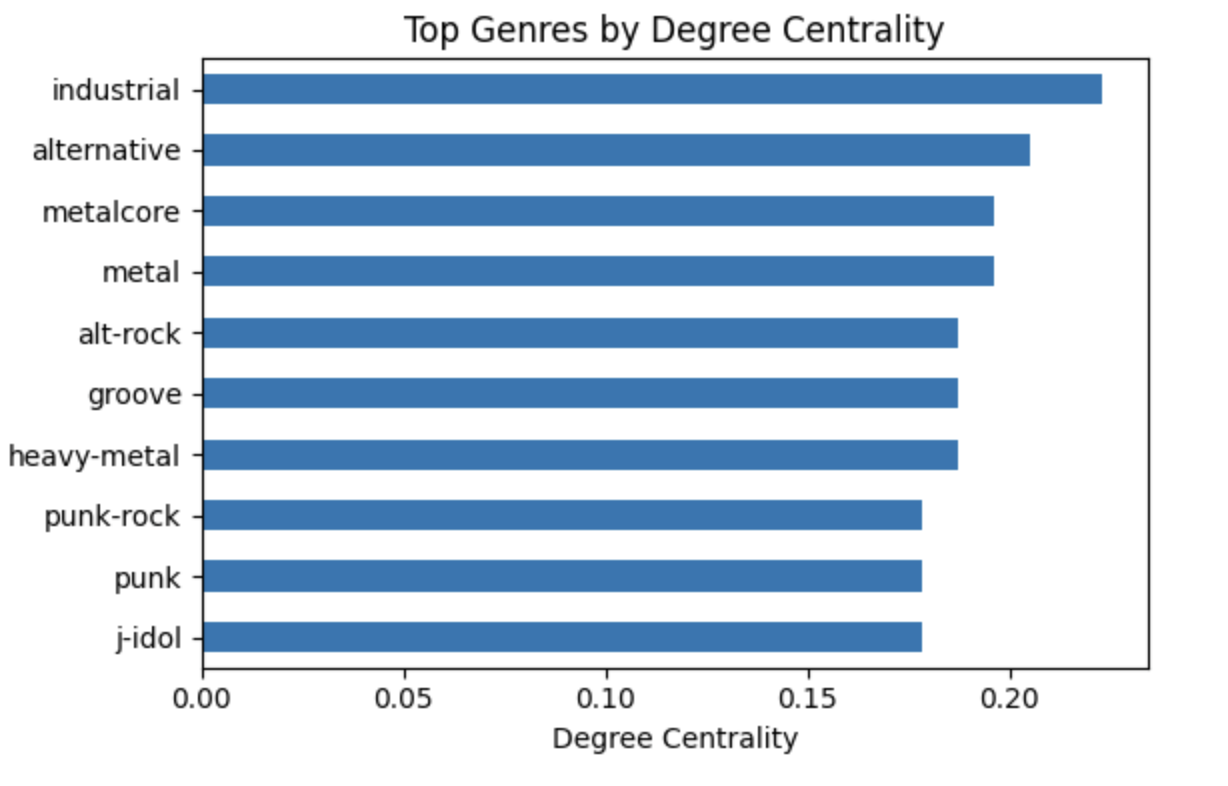 Top Genres by Degree Centrality
industrial
alternative
metalcore
metal
alt-rock
groove
heavy-metal
punk-rock
punk
j-idol
0.00 0.05 0.10 0.15 0.20
Degree Centrality